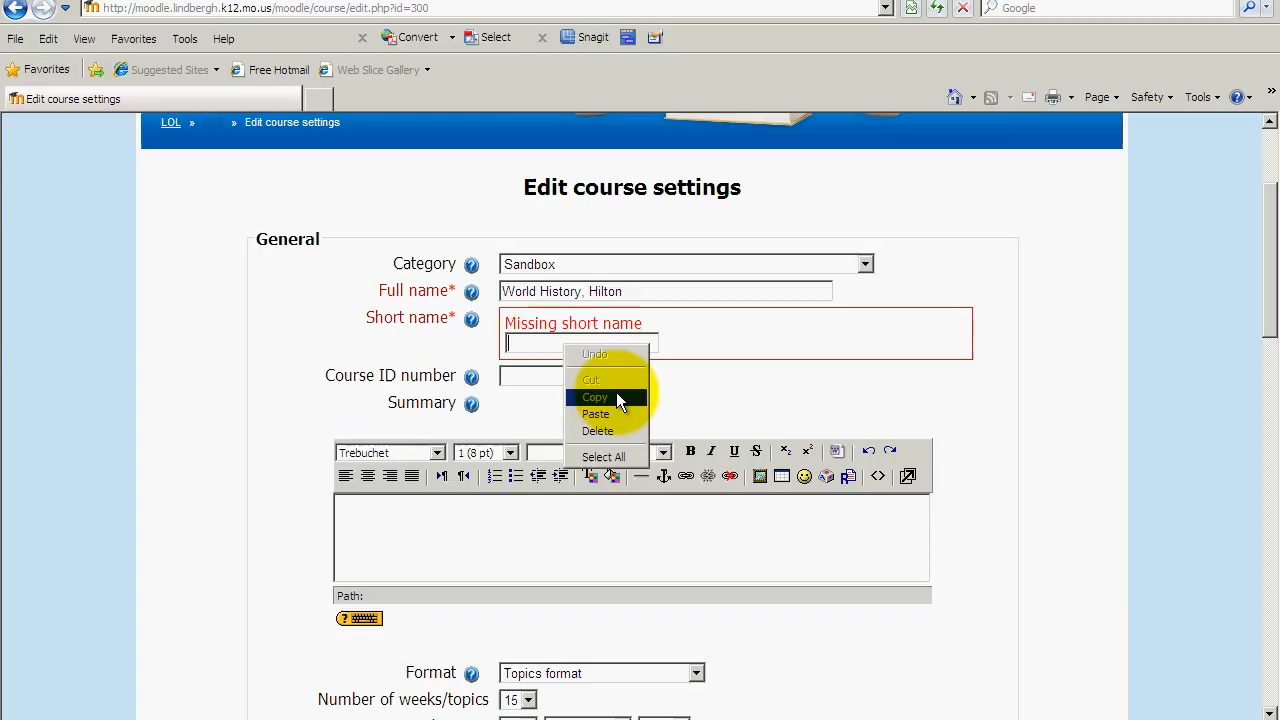 http://moodle.lindbergh.k12.mo.us/moodle/course/edit.php?id=300
Google
File Edit View Favorites Tools Help
Convert Select Snagit
Favorites Suggested Sites Free Hotmail Web Slice Gallery
Edit course settings
Page Safety Tools
LOL » » Edit course settings
Edit course settings
General
Category Sandbox
Full name* World History, Hilton
Short name* Missing short name
Undo
Course ID number Cut
Summary Copy
Paste
Delete
Select All
Trebuchet 1 (8 pt) B I U S
Path:
Format Topics format
Number of weeks/topics 15